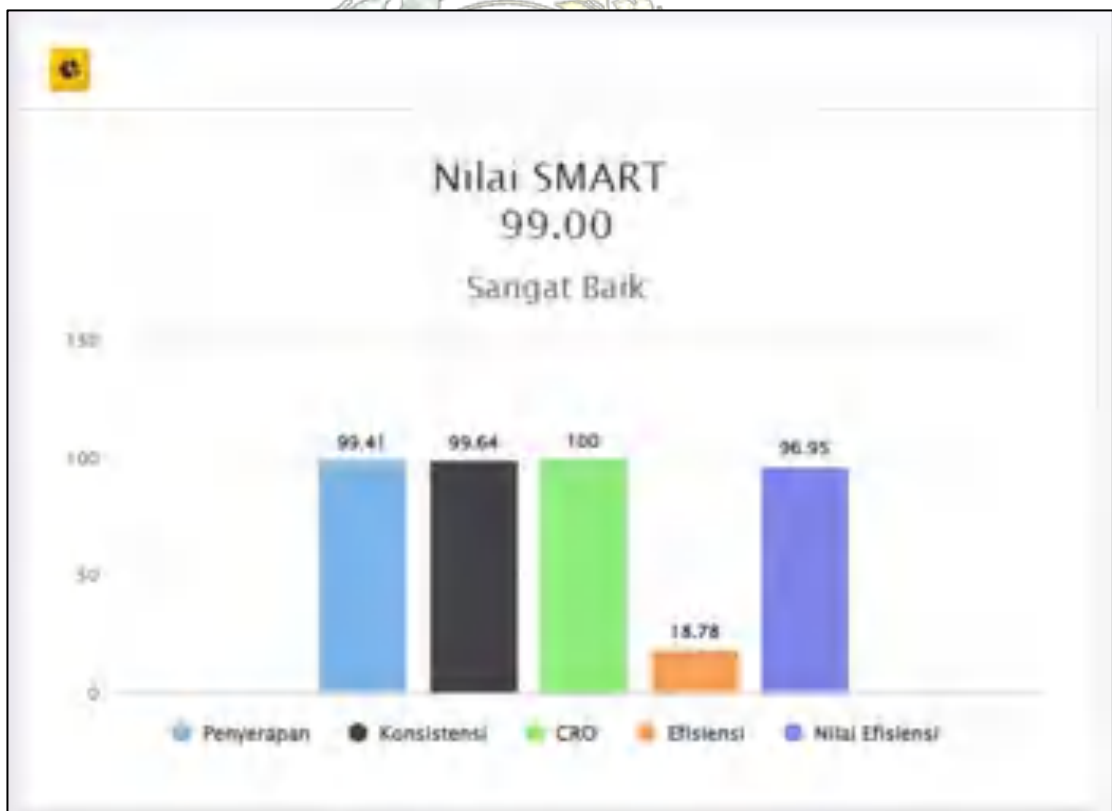 Nilai SMART
99.00
Sangat Baik
150
99.41 99.64 100 96.95
100
50
18.78
0
Penyerapan Konsistensi CRO Efisiensi Nilai Efisiensi